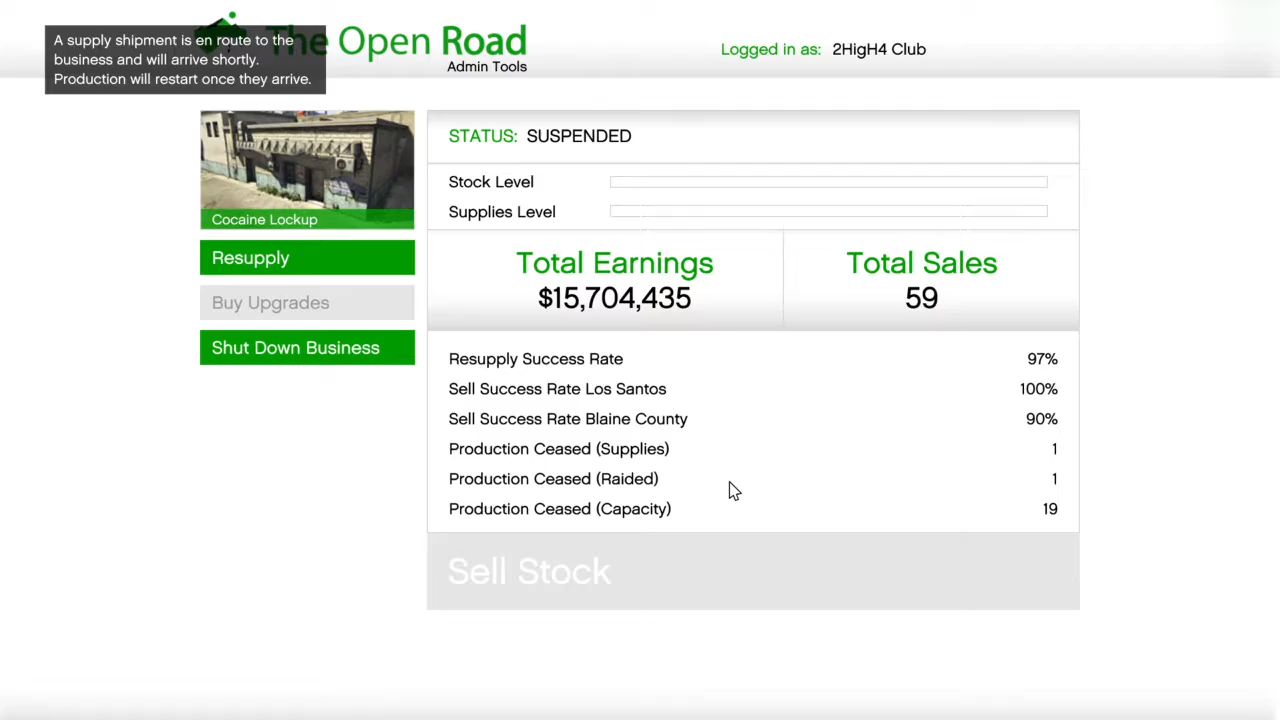 A supply shipment is en route to the
business and will arrive shortly.
Production will restart once they arrive.
The Open Road
Admin Tools
Logged in as: 2HigH4 Club
Cocaine Lockup
Resupply
Buy Upgrades
Shut Down Business
STATUS: SUSPENDED
Stock Level
Supplies Level
Total Earnings
$15,704,435
Total Sales
59
Resupply Success Rate 97%
Sell Success Rate Los Santos 100%
Sell Success Rate Blaine County 90%
Production Ceased (Supplies) 1
Production Ceased (Raided) 1
Production Ceased (Capacity) 19
Sell Stock